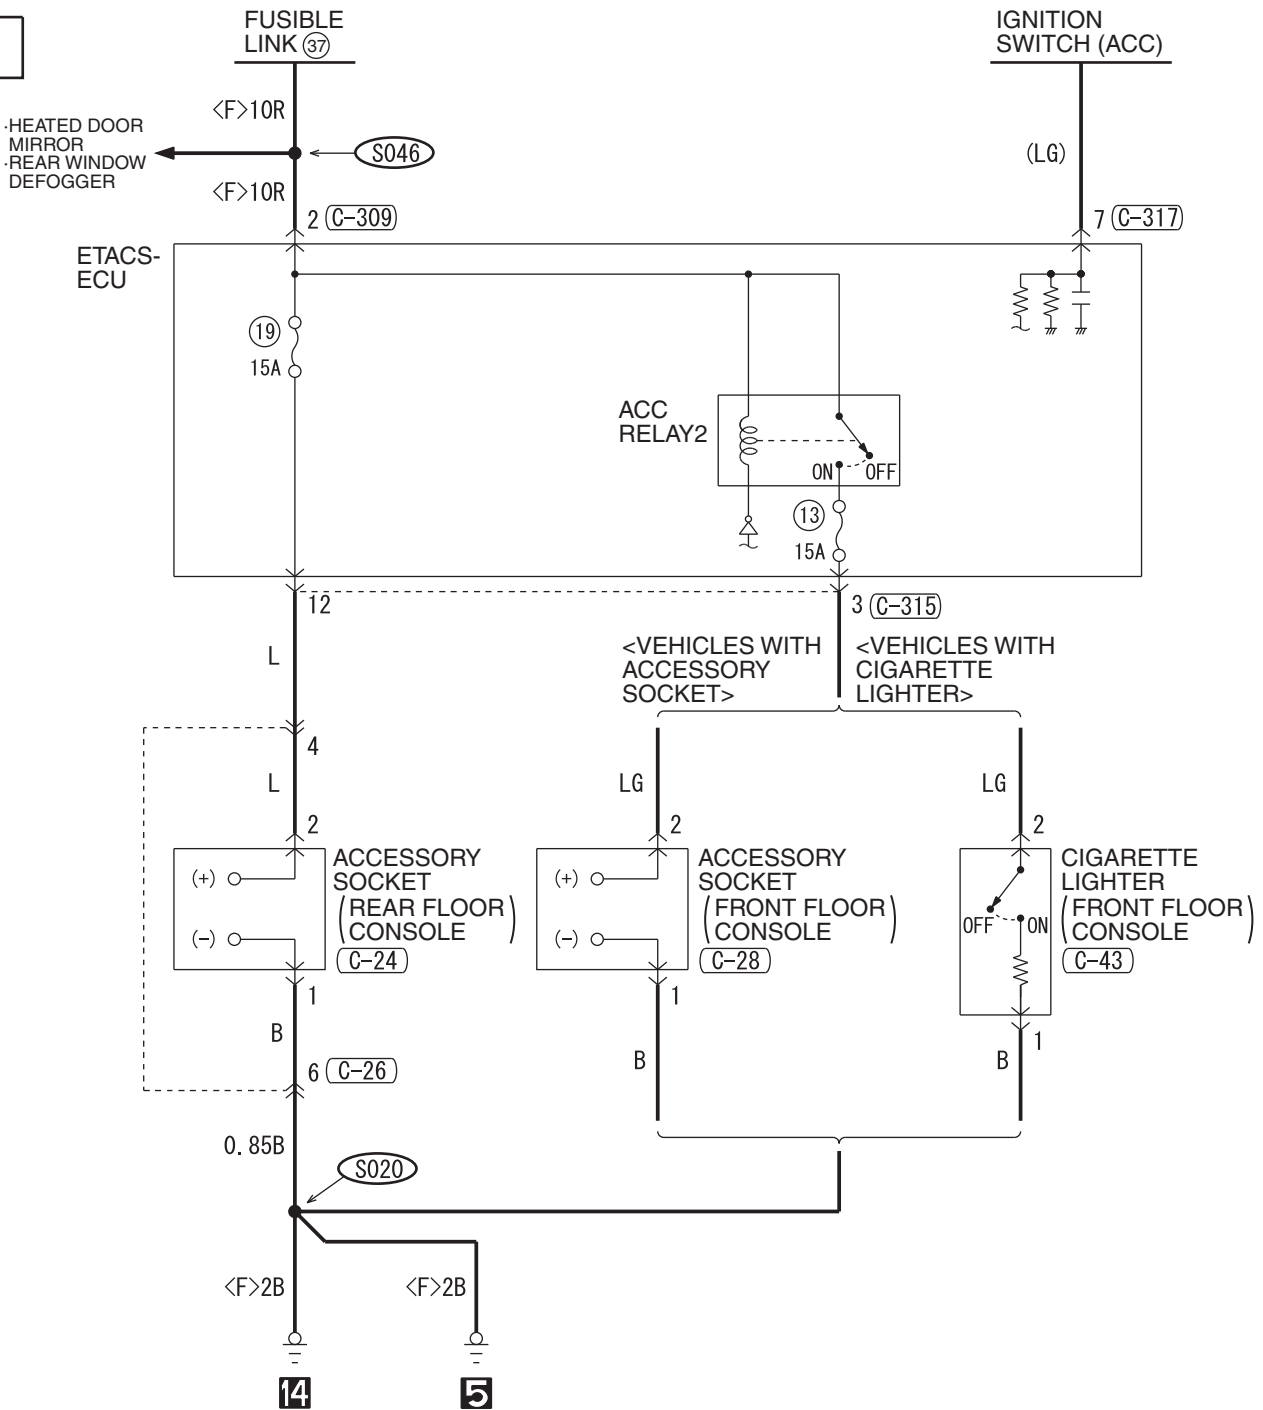 FUSIBLE
LINK 37
IGNITION
SWITCH (ACC)
<F>10R
·HEATED DOOR
MIRROR
·REAR WINDOW
DEFOGGER
S046
(LG)
<F>10R
2 C-309
7 C-317
ETACS-
ECU
19
15A
ACC
RELAY2
ON OFF
13
15A
12
3 C-315
L
<VEHICLES WITH
ACCESSORY
SOCKET>
<VEHICLES WITH
CIGARETTE
LIGHTER>
4
L
LG
LG
2
2
2
(+)
(-)
ACCESSORY
SOCKET
(REAR FLOOR
CONSOLE)
C-24
(+)
(-)
ACCESSORY
SOCKET
(FRONT FLOOR
CONSOLE)
C-28
OFF ON
CIGARETTE
LIGHTER
(FRONT FLOOR
CONSOLE)
C-43
1
1
1
B
B
B
6 C-26
0.85B
S020
<F>2B
<F>2B
14
5